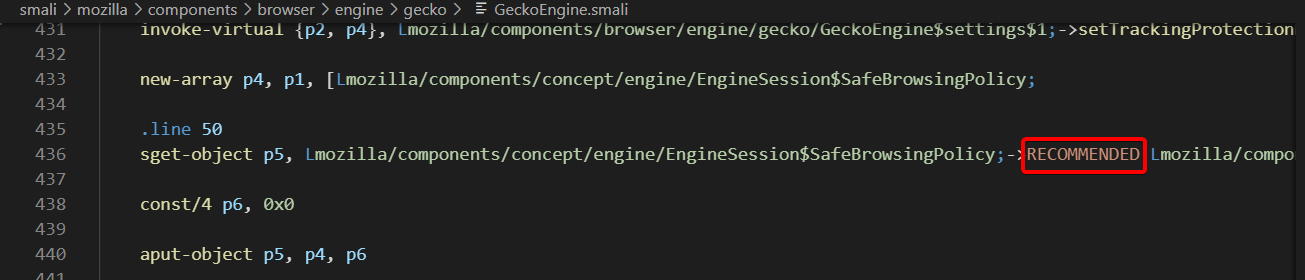 smali > mozilla > components > browser > engine > gecko > GeckoEngine.smali
431 invoke-virtual {p2, p4}, Lmozilla/components/browser/engine/gecko/GeckoEngine$settings$1;->setTrackingProtection
432
433 new-array p4, p1, [Lmozilla/components/concept/engine/EngineSession$SafeBrowsingPolicy;
434
435 .line 50
436 sget-object p5, Lmozilla/components/concept/engine/EngineSession$SafeBrowsingPolicy;->RECOMMENDED Lmozilla/compo
437
438 const/4 p6, 0x0
439
440 aput-object p5, p4, p6
441